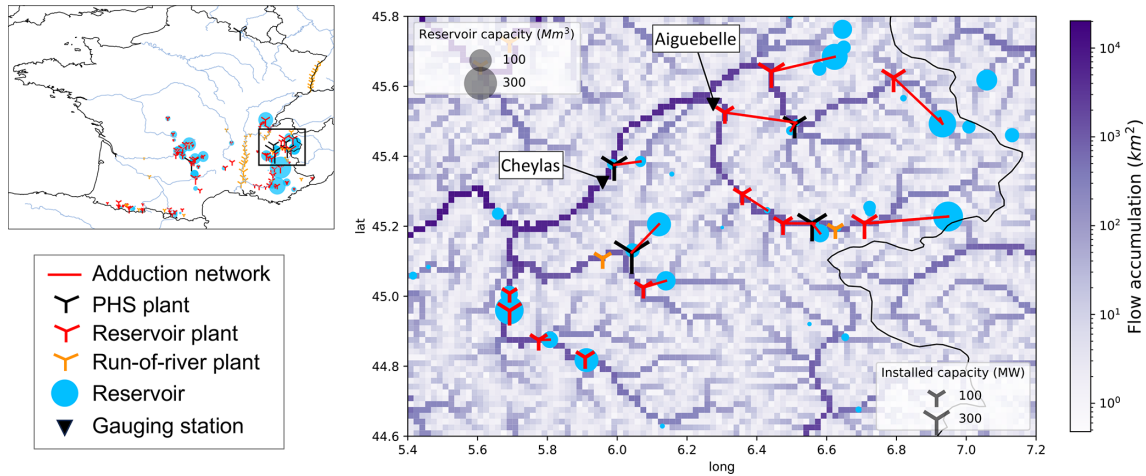 Adduction network
PHS plant
Reservoir plant
Run-of-river plant
Reservoir
Gauging station
45.8
45.6
45.4
45.2
45.0
44.8
44.6
lat
5.4
5.6
5.8
6.0
6.2
6.4
6.6
6.8
7.0
7.2
long
Reservoir capacity (Mm³)
100
300
Aiguebelle
Cheylas
Installed capacity (MW)
100
300
10⁴
10³
10²
10¹
10⁰
Flow accumulation (km²)